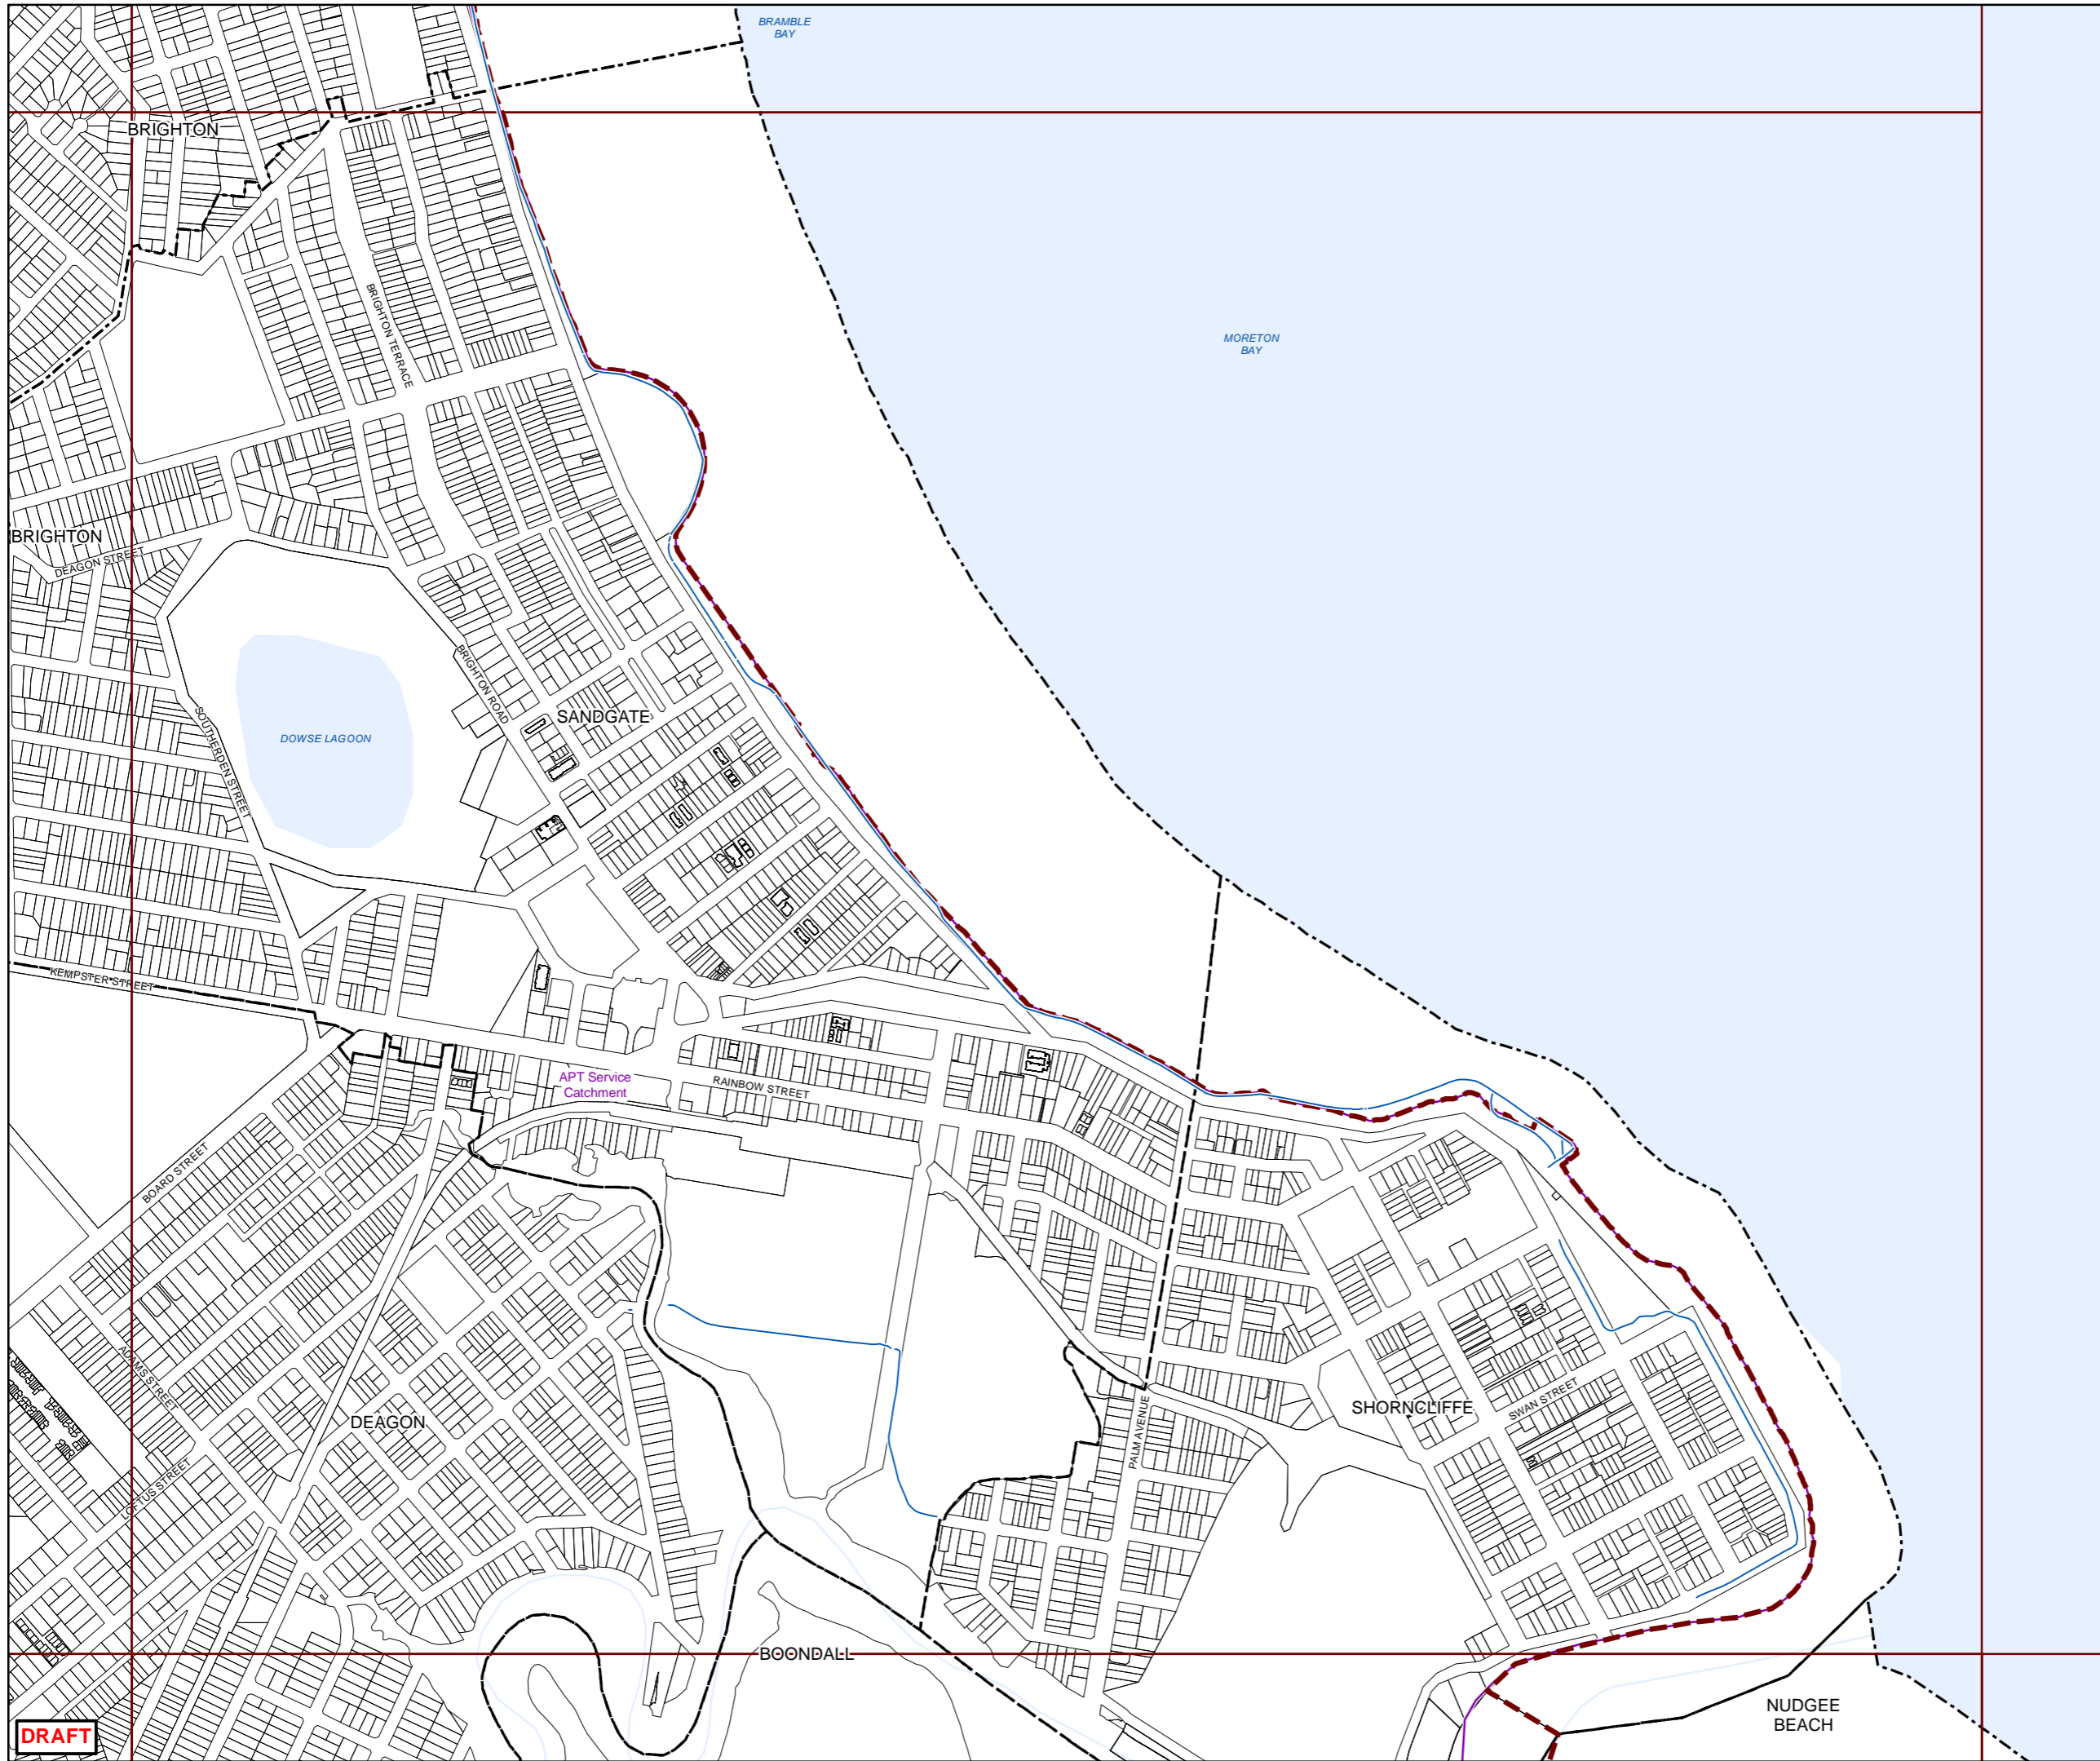 BRAMBLE
BAY
BRIGHTON
MORETON
BAY
BRIGHTON TERRACE
BRIGHTON
DEAGON STREET
BRIGHTON ROAD
SANDGATE
SOUTHERDEN STREET
DOWSE LAGOON
KEMPSTER STREET
APT Service
Catchment
RAINBOW STREET
BOARD STREET
ADAMS STREET
DEAGON
SHORNCLIFFE
SWAN STREET
PALM AVENUE
LOFTUS STREET
BOONDALL
NUDGEE
BEACH
DRAFT